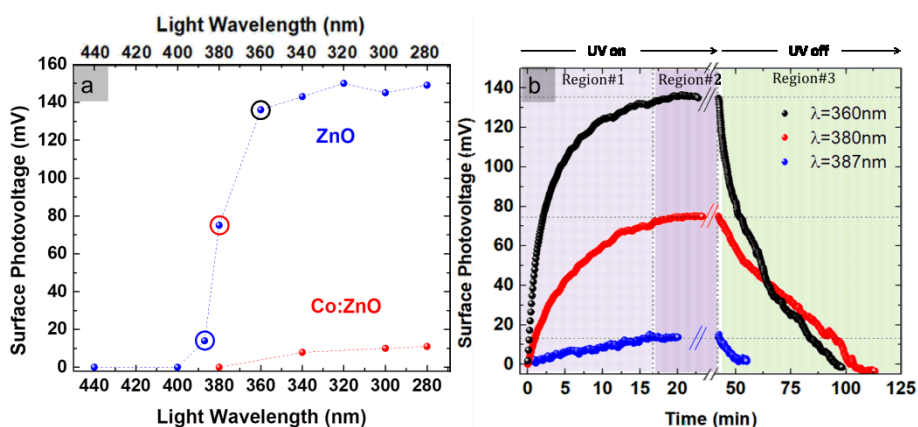 Light Wavelength (nm)
440 420 400 380 360 340 320 300 280
a
160
140
120
100
80
60
40
20
0
Surface Photovoltage (mV)
ZnO
Co:ZnO
440 420 400 380 360 340 320 300 280
Light Wavelength (nm)
UV on UV off
b
Region#1 Region#2 Region#3
λ=360nm
λ=380nm
λ=387nm
140
120
100
80
60
40
20
0
Surface Photovoltage (mV)
0 5 10 15 20 50 75 100 125
Time (min)